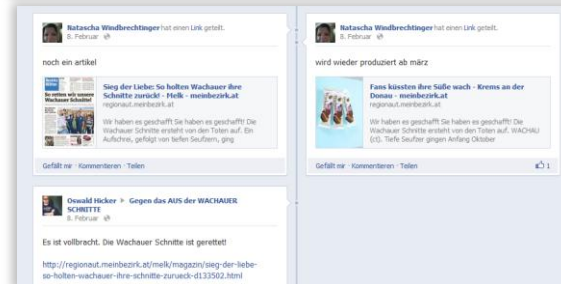 Natascha Windbrechtinger hat einen Link geteilt.
8. Februar
noch ein artikel
So retten wir unsere
Wachauer Schnitte!
Sieg der Liebe: So holten Wachauer ihre
Schnitte zurück! - Melk - meinbezirk.at
regionaut.meinbezirk.at
Wir haben es geschafft Sie haben es geschafft! Die
Wachauer Schnitte ersteht von den Toten auf. Ein
Aufschrei, gefolgt von tiefen Seufzern, ging
Gefällt mir · Kommentieren · Teilen
Oswald Hicker ▸ Gegen das AUS der WACHAUER
SCHNITTE
8. Februar
Es ist vollbracht. Die Wachauer Schnitte ist gerettet!
http://regionaut.meinbezirk.at/melk/magazin/sieg-der-liebe-
so-holten-wachauer-ihre-schnitte-zurueck-d133502.html
Natascha Windbrechtinger hat einen Link geteilt.
8. Februar
wird wieder produziert ab märz
Fans küssten ihre Süße wach - Krems an der
Donau - meinbezirk.at
regionaut.meinbezirk.at
Wir haben es geschafft Sie haben es geschafft! Die
Wachauer Schnitte ersteht von den Toten auf. WACHAU
(ct). Tiefe Seufzer gingen Anfang Oktober
Gefällt mir · Kommentieren · Teilen
1